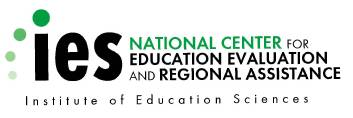 ies
NATIONAL CENTER FOR
EDUCATION EVALUATION
AND REGIONAL ASSISTANCE
Institute of Education Sciences